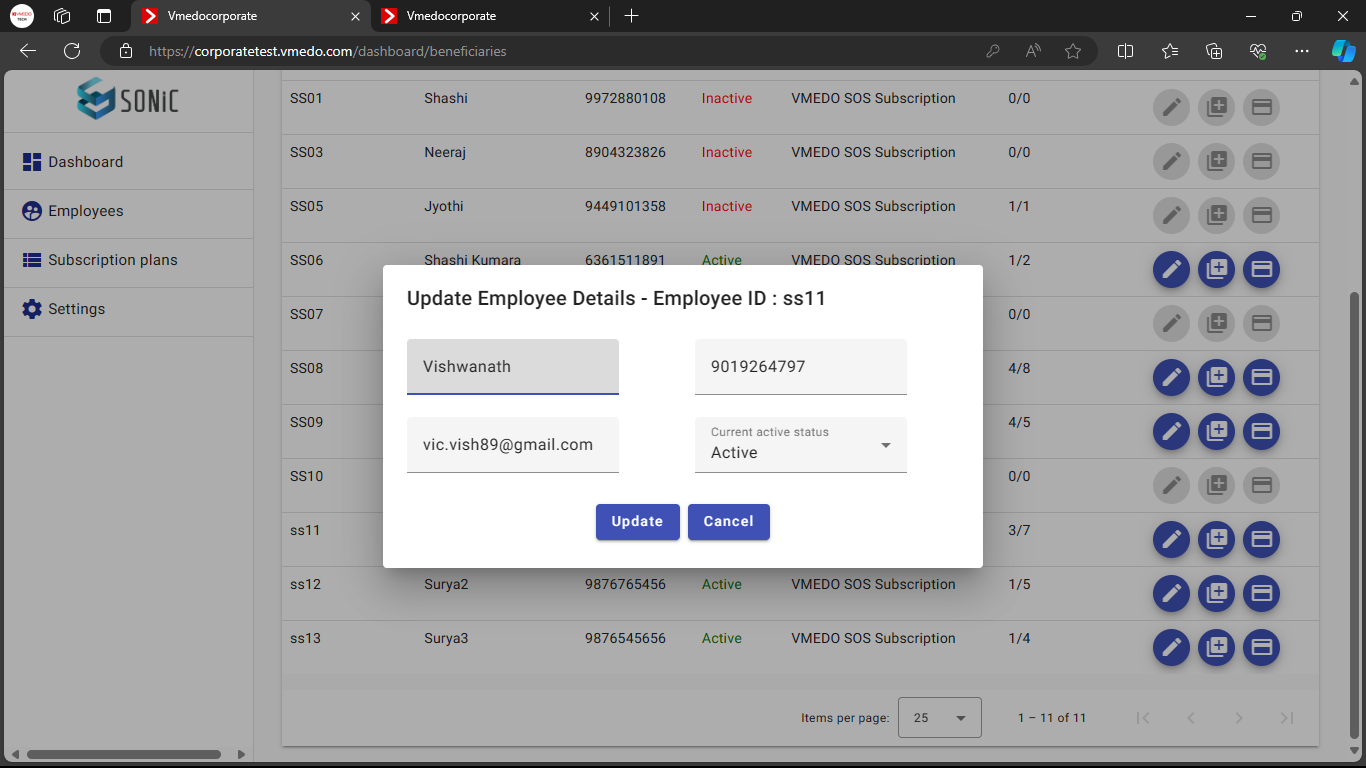 Vmedocorporate
Vmedocorporate
https://corporatetest.vmedo.com/dashboard/beneficiaries
SONiC
Dashboard
Employees
Subscription plans
Settings
SS01 Shashi 9972880108 Inactive VMEDO SOS Subscription 0/0
SS03 Neeraj 8904323826 Inactive VMEDO SOS Subscription 0/0
SS05 Jyothi 9449101358 Inactive VMEDO SOS Subscription 1/1
SS06 Shashi Kumara 6361511891 Active VMEDO SOS Subscription 1/2
SS07 0/0
SS08 4/8
SS09 4/5
SS10 0/0
ss11 3/7
ss12 Surya2 9876765456 Active VMEDO SOS Subscription 1/5
ss13 Surya3 9876545656 Active VMEDO SOS Subscription 1/4
Update Employee Details - Employee ID : ss11
Vishwanath 9019264797
vic.vish89@gmail.com
Current active status
Active
Update Cancel
Items per page: 25 1 – 11 of 11